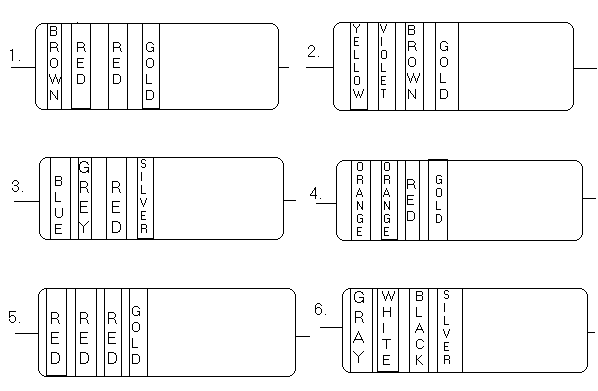 1. BROWN RED RED GOLD
2. YELLOW VIOLET BROWN GOLD
3. BLUE GREY RED SILVER
4. ORANGE ORANGE RED GOLD
5. RED RED RED GOLD
6. GRAY WHITE BLACK SILVER